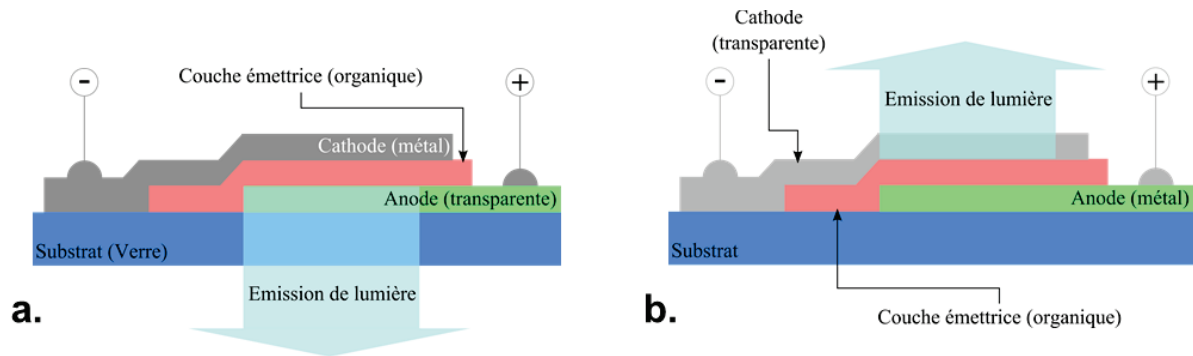 Couche émettrice (organique)
-
+
Cathode (métal)
Anode (transparente)
Substrat (Verre)
Emission de lumière
a.
Cathode
(transparente)
-
+
Emission de lumière
Anode (métal)
Substrat
Couche émettrice (organique)
b.